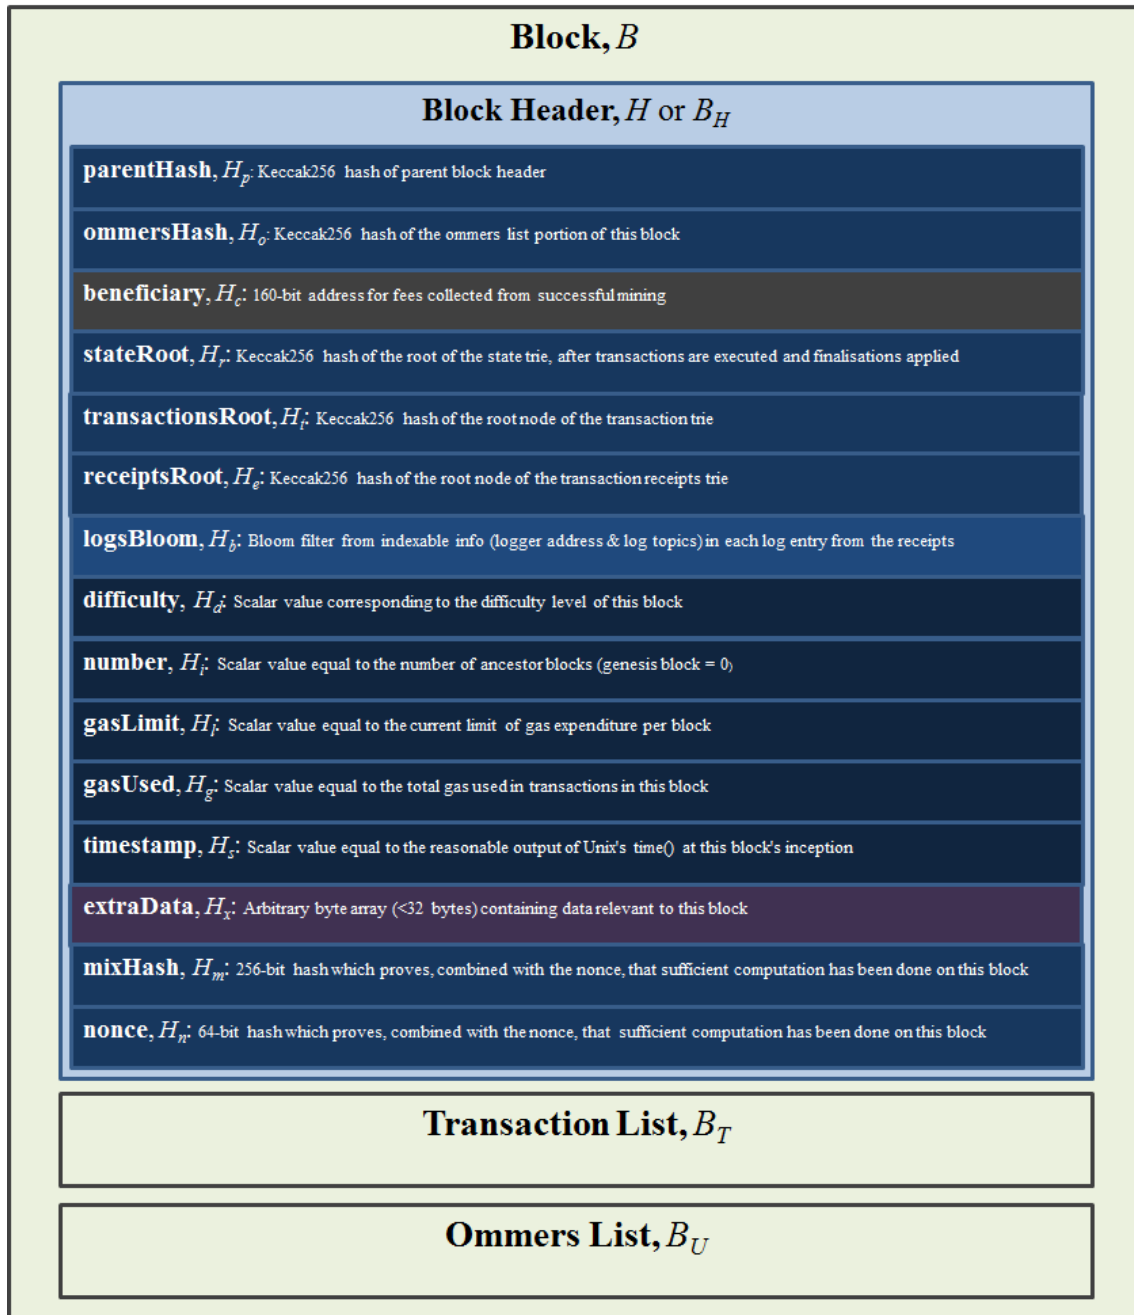 Block, B
Block Header, H or B_H
parentHash, H_p: Keccak256 hash of parent block header
ommersHash, H_o: Keccak256 hash of the ommers list portion of this block
beneficiary, H_c: 160-bit address for fees collected from successful mining
stateRoot, H_r: Keccak256 hash of the root of the state trie, after transactions are executed and finalisations applied
transactionsRoot, H_t: Keccak256 hash of the root node of the transaction trie
receiptsRoot, H_e: Keccak256 hash of the root node of the transaction receipts trie
logsBloom, H_b: Bloom filter from indexable info (logger address & log topics) in each log entry from the receipts
difficulty, H_d: Scalar value corresponding to the difficulty level of this block
number, H_i: Scalar value equal to the number of ancestor blocks (genesis block = 0)
gasLimit, H_l: Scalar value equal to the current limit of gas expenditure per block
gasUsed, H_g: Scalar value equal to the total gas used in transactions in this block
timestamp, H_s: Scalar value equal to the reasonable output of Unix's time() at this block's inception
extraData, H_x: Arbitrary byte array (<32 bytes) containing data relevant to this block
mixHash, H_m: 256-bit hash which proves, combined with the nonce, that sufficient computation has been done on this block
nonce, H_n: 64-bit hash which proves, combined with the nonce, that sufficient computation has been done on this block
Transaction List, B_T
Ommers List, B_U